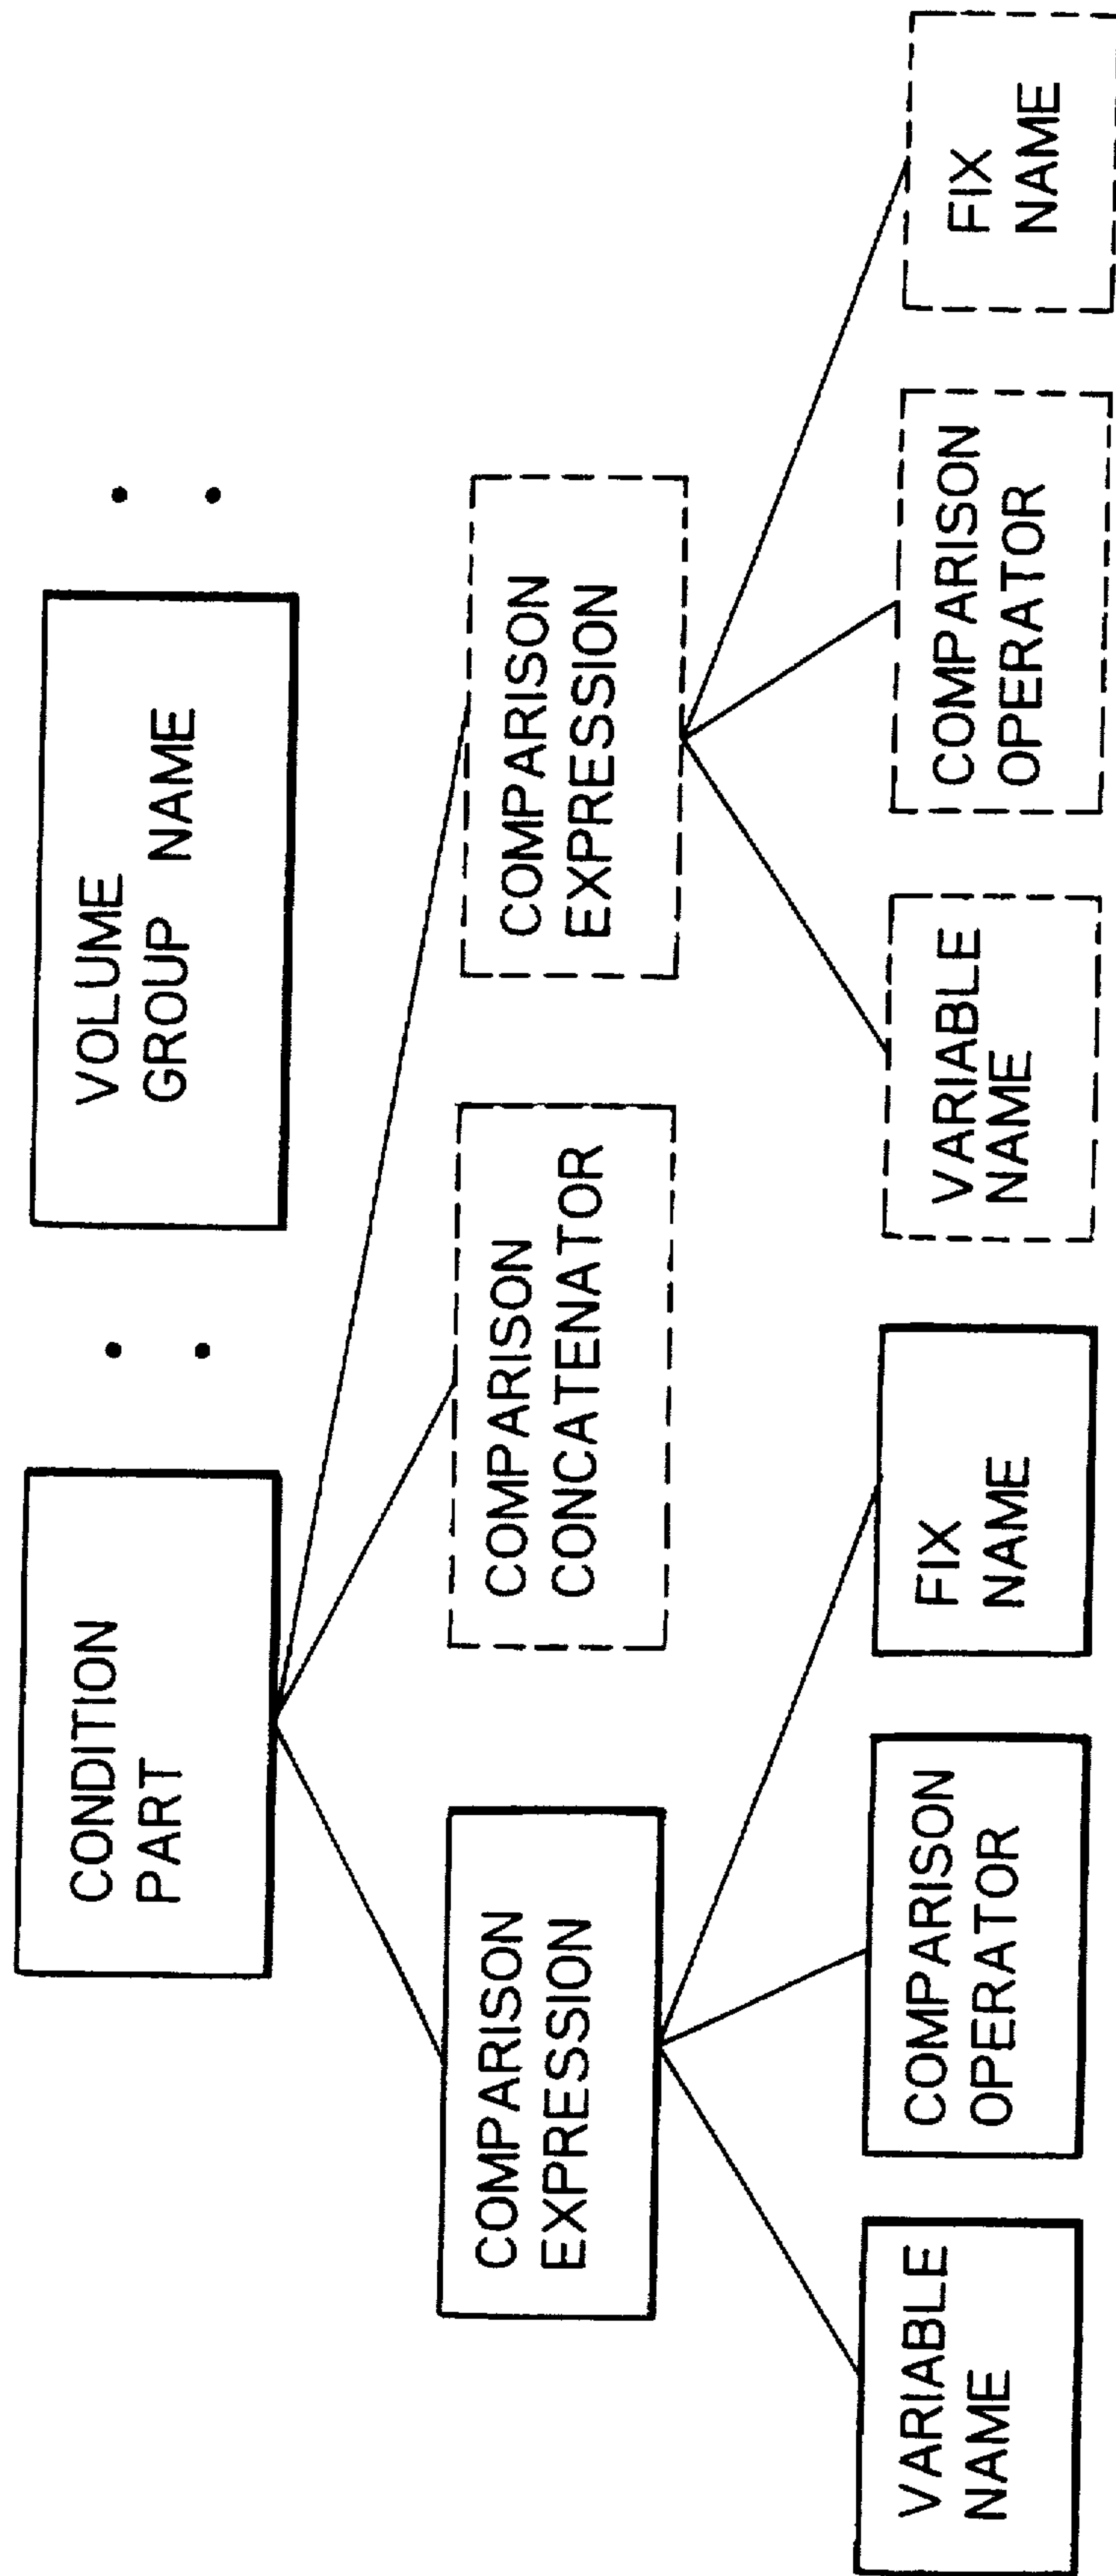 CONDITION
PART
:
VOLUME
GROUP NAME
:
COMPARISON
EXPRESSION
COMPARISON
CONCATENATOR
COMPARISON
EXPRESSION
VARIABLE
NAME
COMPARISON
OPERATOR
FIX
NAME
VARIABLE
NAME
COMPARISON
OPERATOR
FIX
NAME